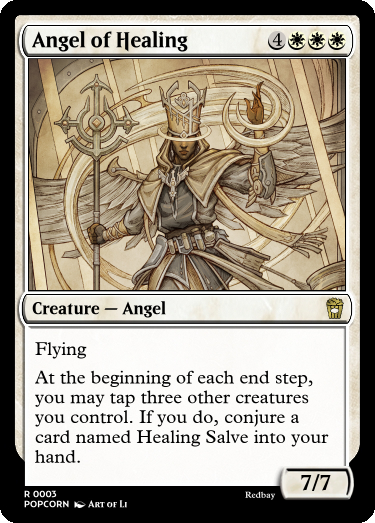 Angel of Healing 4
Creature — Angel
Flying
At the beginning of each end step,
you may tap three other creatures
you control. If you do, conjure a
card named Healing Salve into your
hand.
7/7
R 0003
POPCORN Art of Li
Redbay